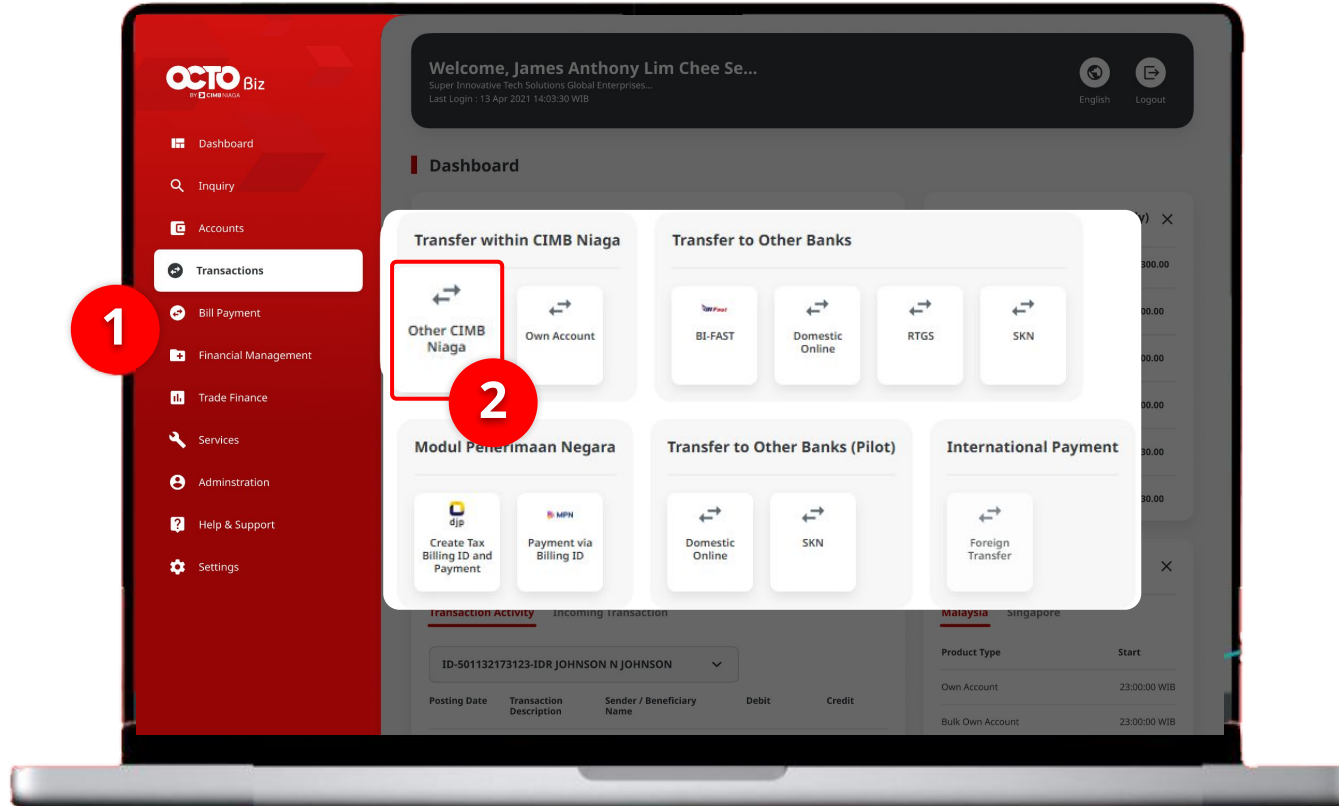 OCTO Biz
BY CIMB NIAGA
Dashboard
Inquiry
Accounts
Transactions
Bill Payment
Financial Management
Trade Finance
Services
Adminstration
Help & Support
Settings
1
Welcome, James Anthony Lim Chee Se...
Super Innovative Tech Solutions Global Enterprises...
Last Login : 13 Apr 2021 14:03:30 WIB
English
Logout
Dashboard
Transfer within CIMB Niaga
Other CIMB
Niaga
Own Account
2
Transfer to Other Banks
BI-FAST
Domestic
Online
RTGS
SKN
Modul Penerimaan Negara
djp
Create Tax
Billing ID and
Payment
MPN
Payment via
Billing ID
Transfer to Other Banks (Pilot)
Domestic
Online
SKN
International Payment
Foreign
Transfer
y)
300.00
00.00
00.00
00.00
30.00
30.00
Transaction Activity
Incoming Transaction
ID-501132173123-IDR JOHNSON N JOHNSON
Posting Date
Transaction
Description
Sender / Beneficiary
Name
Debit
Credit
Malaysia
Singapore
Product Type
Start
Own Account
23:00:00 WIB
Bulk Own Account
23:00:00 WIB